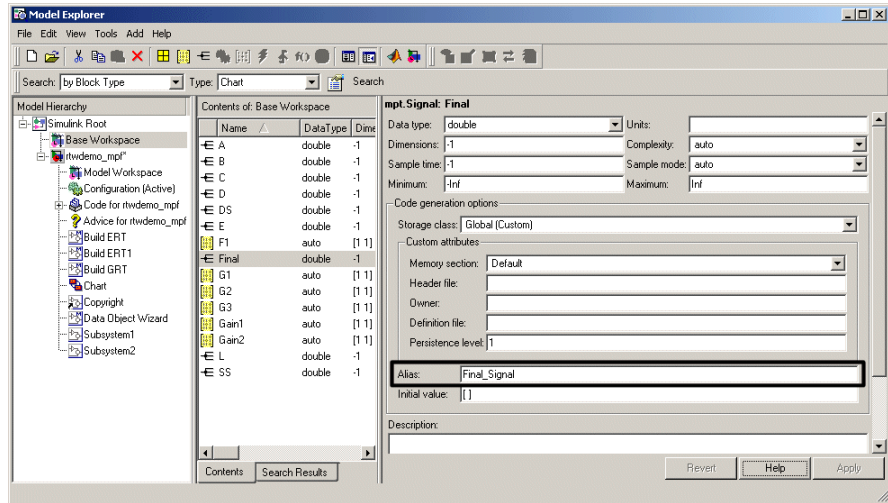 Model Explorer
File Edit View Tools Add Help
f(x)
Search: by Block Type Type: Chart Search
Model Hierarchy
Simulink Root
Base Workspace
rtwdemo_mpf*
Model Workspace
Configuration (Active)
Code for rtwdemo_mpf
Advice for rtwdemo_mpf
Build ERT
Build ERT1
Build GRT
Chart
Copyright
Data Object Wizard
Subsystem1
Subsystem2
Contents of: Base Workspace
Name DataType Dime
A double -1
B double -1
C double -1
D double -1
DS double -1
E double -1
F1 auto [1 1]
Final double -1
G1 auto [1 1]
G2 auto [1 1]
G3 auto [1 1]
Gain1 auto [1 1]
Gain2 auto [1 1]
L double -1
SS double -1
Contents Search Results
mpt.Signal: Final
Data type: double Units:
Dimensions: -1 Complexity: auto
Sample time: -1 Sample mode: auto
Minimum: -Inf Maximum: Inf
Code generation options
Storage class: Global (Custom)
Custom attributes
Memory section: Default
Header file:
Owner:
Definition file:
Persistence level: 1
Alias: Final_Signal
Initial value: [ ]
Description:
Revert Help Apply